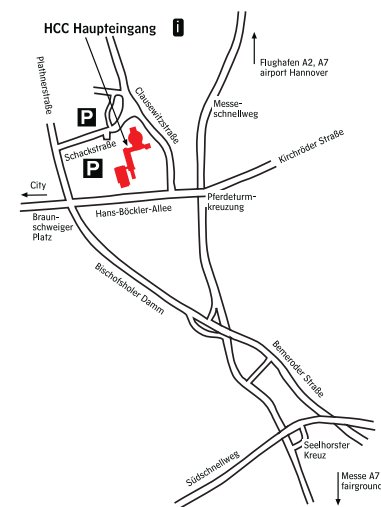 HCC Haupteingang i
Flughafen A2, A7
airport Hannover
Plathnerstraße
Clausewitzstraße
Messe-
schnellweg
P
Schackstraße
P
Kirchröder Straße
City
Hans-Böckler-Allee
Pferdeturm-
kreuzung
Braun-
schweiger
Platz
Bischofsholer Damm
Bemeroder Straße
Seelhorster
Kreuz
Südschnellweg
Messe A7
fairground